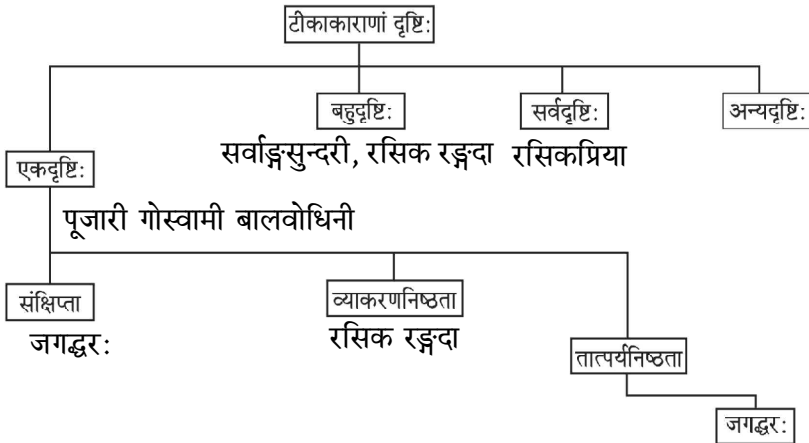 टीकाकाराणां दृष्टिः
बहुदृष्टिः
सर्वदृष्टिः
अन्यदृष्टिः
सर्वाङ्गसुन्दरी, रसिक रङ्गदा
रसिकप्रिया
एकदृष्टिः
पूजारी गोस्वामी बालवोधिनी
संक्षिप्ता
व्याकरणनिष्ठता
जगद्धरः
रसिक रङ्गदा
तात्पर्यनिष्ठता
जगद्धरः